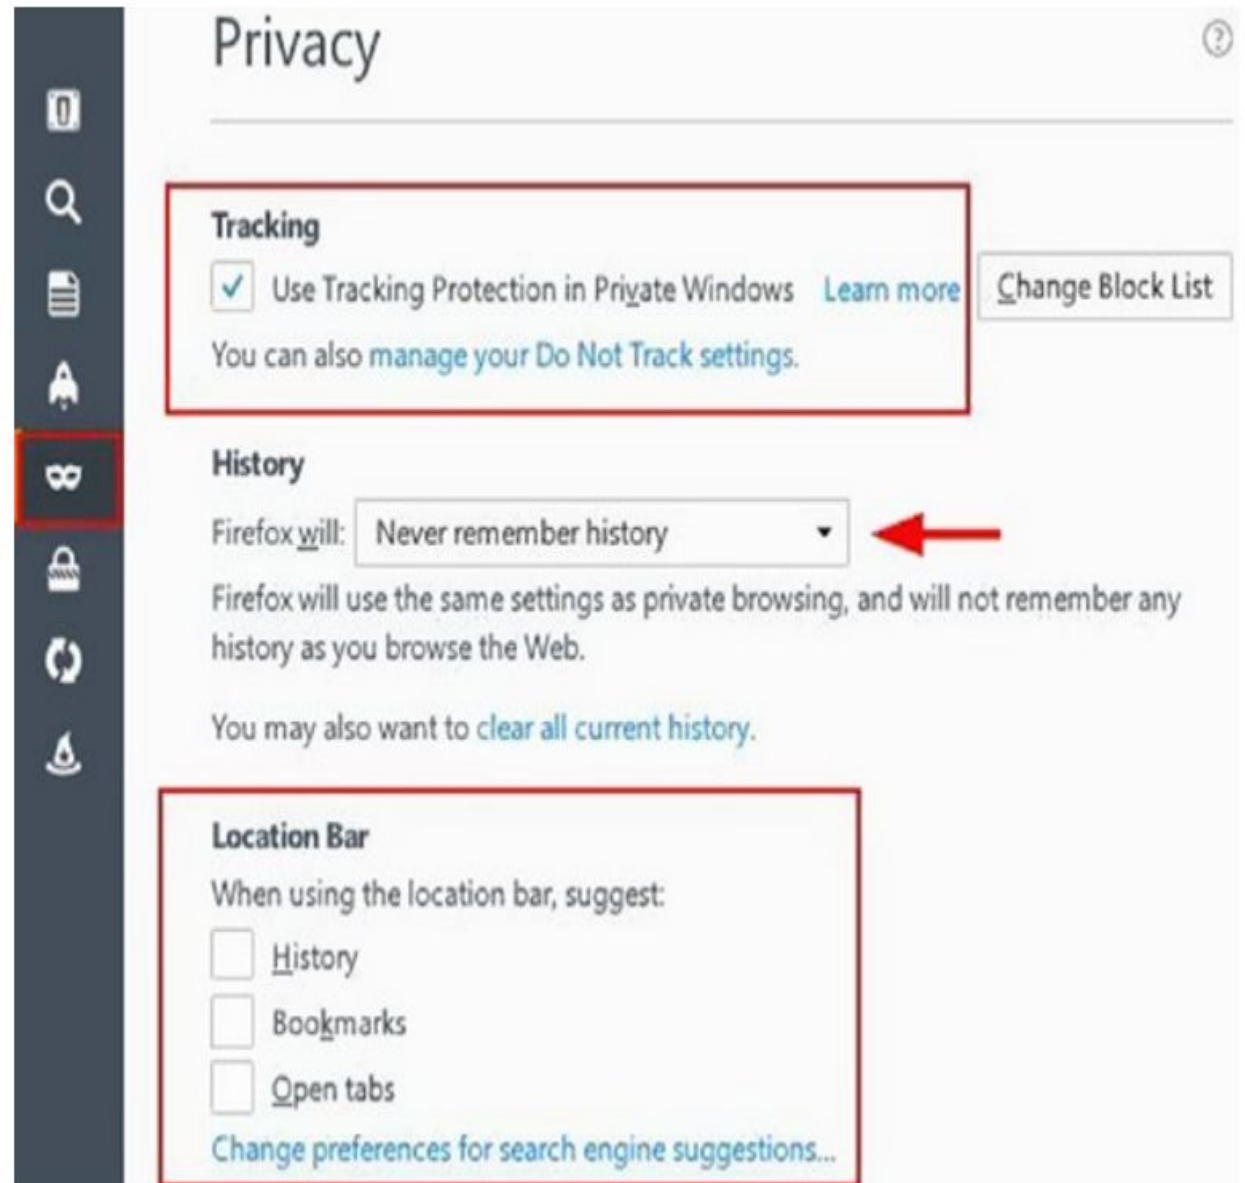 Privacy
?
Tracking
Use Tracking Protection in Private Windows Learn more Change Block List
You can also manage your Do Not Track settings.
History
Firefox will: Never remember history
Firefox will use the same settings as private browsing, and will not remember any
history as you browse the Web.
You may also want to clear all current history.
Location Bar
When using the location bar, suggest:
History
Bookmarks
Open tabs
Change preferences for search engine suggestions...